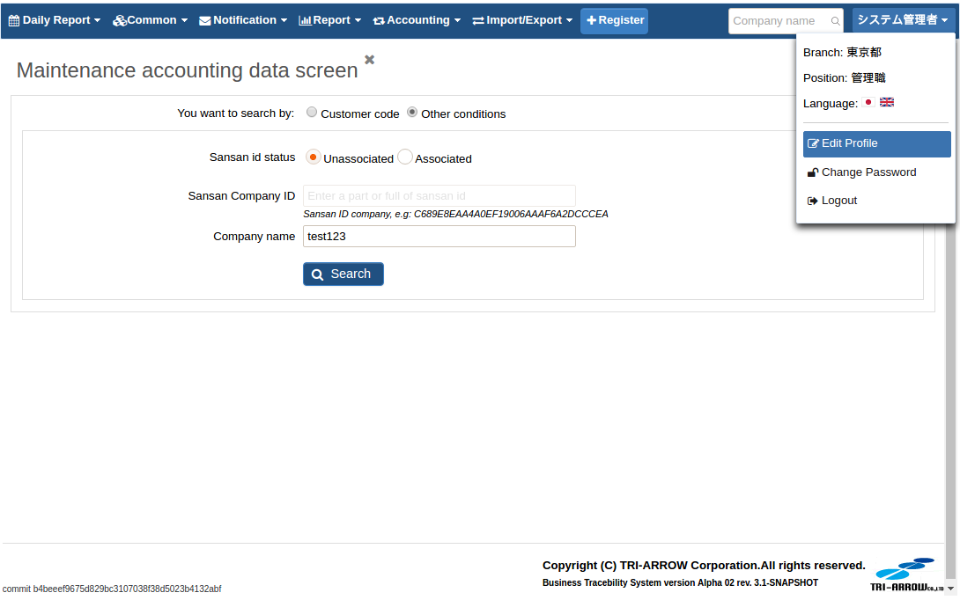 Daily Report Common Notification Report Accounting Import/Export Register Company name システム管理者
Branch: 東京都
Position: 管理職
Language:
Edit Profile
Change Password
Logout
Maintenance accounting data screen
You want to search by: Customer code Other conditions
Sansan id status Unassociated Associated
Sansan Company ID Enter a part or full of sansan id
Sansan ID company, e.g: C689E8EAA4A0EF19006AAAF6A2DCCCEA
Company name test123
Search
Copyright (C) TRI-ARROW Corporation.All rights reserved.
Business Tracebility System version Alpha 02 rev. 3.1-SNAPSHOT
TRI-ARROW CO.,LTD
commit b4beeef9675d829bc3107038f38d5023b4132abf